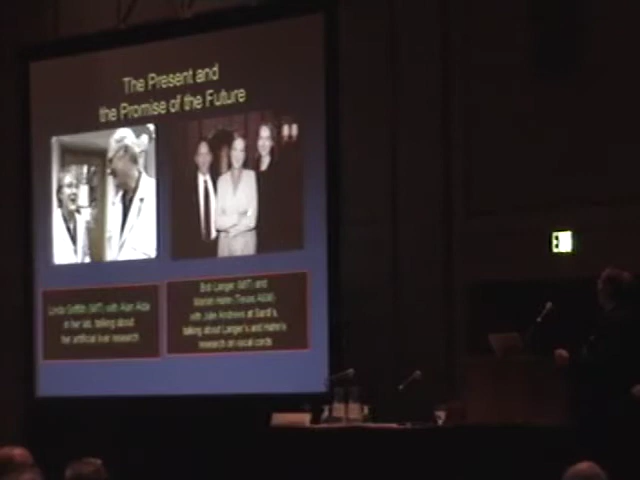 The Present and
the Promise of the Future
Linda Griffith (MIT) with Alan Alda
in her lab, talking about
her artificial liver research
Bob Langer (MIT) and
Mariah Hahn (Texas A&M)
with Julie Andrews at Sardi's,
talking about Langer's and Hahn's
research on vocal cords